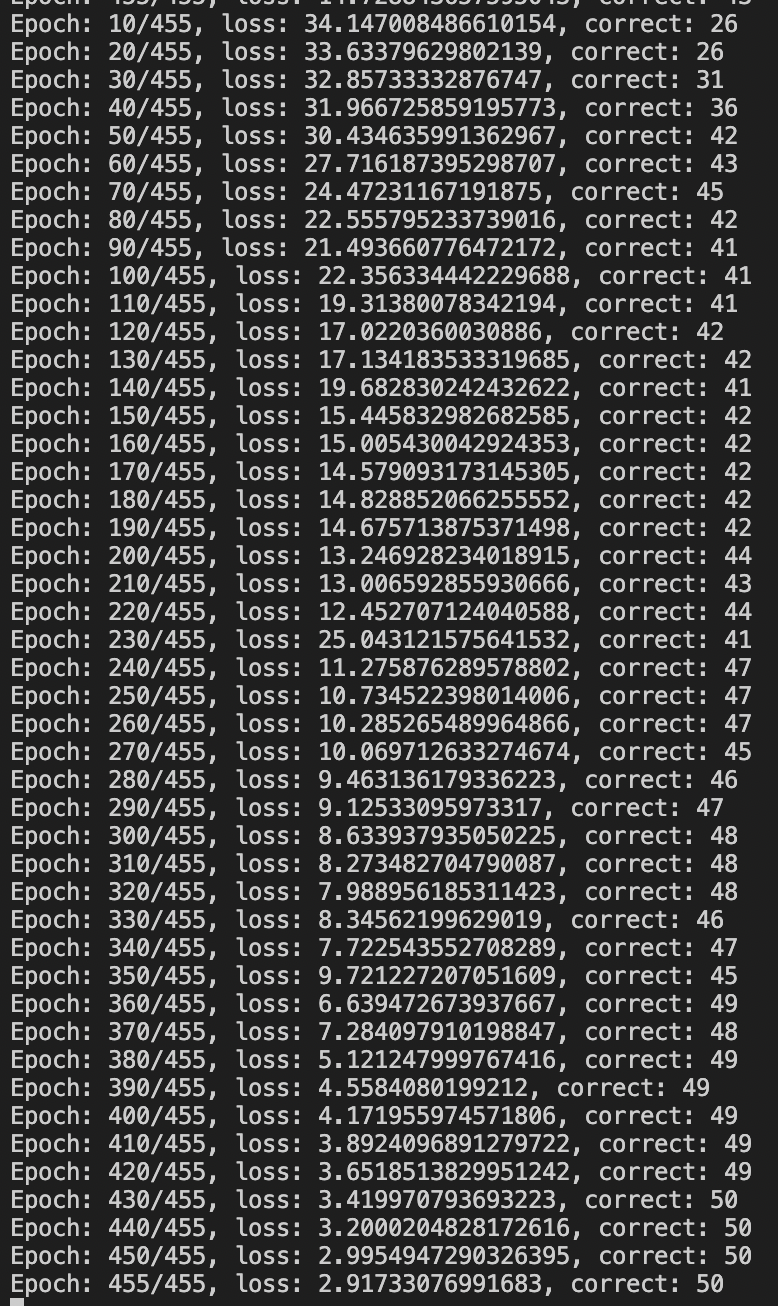 Epoch: 10/455, loss: 34.147008486610154, correct: 26
Epoch: 20/455, loss: 33.63379629802139, correct: 26
Epoch: 30/455, loss: 32.85733332876747, correct: 31
Epoch: 40/455, loss: 31.966725859195773, correct: 36
Epoch: 50/455, loss: 30.434635991362967, correct: 42
Epoch: 60/455, loss: 27.716187395298707, correct: 43
Epoch: 70/455, loss: 24.47231167191875, correct: 45
Epoch: 80/455, loss: 22.555795233739016, correct: 42
Epoch: 90/455, loss: 21.493660776472172, correct: 41
Epoch: 100/455, loss: 22.356334442229688, correct: 41
Epoch: 110/455, loss: 19.31380078342194, correct: 41
Epoch: 120/455, loss: 17.0220360030886, correct: 42
Epoch: 130/455, loss: 17.134183533319685, correct: 42
Epoch: 140/455, loss: 19.682830242432622, correct: 41
Epoch: 150/455, loss: 15.445832982682585, correct: 42
Epoch: 160/455, loss: 15.005430042924353, correct: 42
Epoch: 170/455, loss: 14.579093173145305, correct: 42
Epoch: 180/455, loss: 14.828852066255552, correct: 42
Epoch: 190/455, loss: 14.675713875371498, correct: 42
Epoch: 200/455, loss: 13.246928234018915, correct: 44
Epoch: 210/455, loss: 13.006592855930666, correct: 43
Epoch: 220/455, loss: 12.452707124040588, correct: 44
Epoch: 230/455, loss: 25.043121575641532, correct: 41
Epoch: 240/455, loss: 11.275876289578802, correct: 47
Epoch: 250/455, loss: 10.734522398014006, correct: 47
Epoch: 260/455, loss: 10.285265489964866, correct: 47
Epoch: 270/455, loss: 10.069712633274674, correct: 45
Epoch: 280/455, loss: 9.463136179336223, correct: 46
Epoch: 290/455, loss: 9.12533095973317, correct: 47
Epoch: 300/455, loss: 8.633937935050225, correct: 48
Epoch: 310/455, loss: 8.273482704790087, correct: 48
Epoch: 320/455, loss: 7.988956185311423, correct: 48
Epoch: 330/455, loss: 8.34562199629019, correct: 46
Epoch: 340/455, loss: 7.722543552708289, correct: 47
Epoch: 350/455, loss: 9.721227207051609, correct: 45
Epoch: 360/455, loss: 6.639472673937667, correct: 49
Epoch: 370/455, loss: 7.284097910198847, correct: 48
Epoch: 380/455, loss: 5.121247999767416, correct: 49
Epoch: 390/455, loss: 4.5584080199212, correct: 49
Epoch: 400/455, loss: 4.171955974571806, correct: 49
Epoch: 410/455, loss: 3.8924096891279722, correct: 49
Epoch: 420/455, loss: 3.6518513829951242, correct: 49
Epoch: 430/455, loss: 3.419970793693223, correct: 50
Epoch: 440/455, loss: 3.2000204828172616, correct: 50
Epoch: 450/455, loss: 2.9954947290326395, correct: 50
Epoch: 455/455, loss: 2.91733076991683, correct: 50